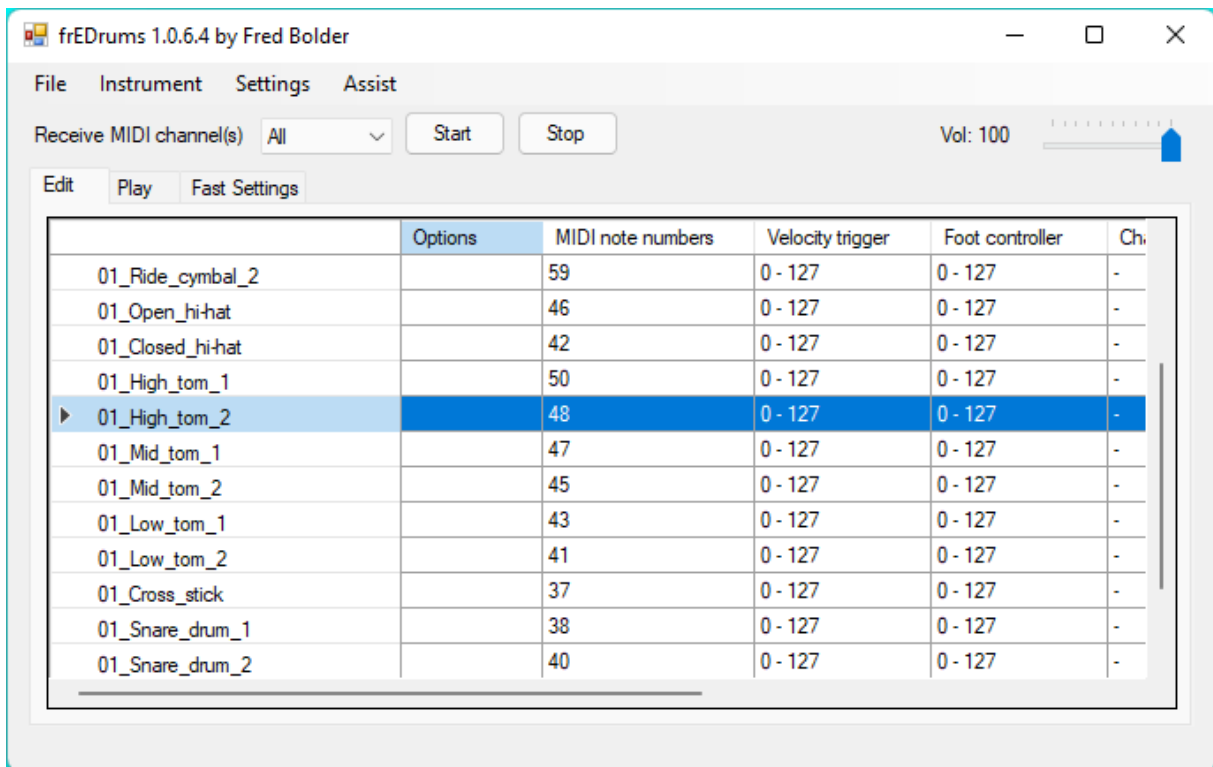 frEDrums 1.0.6.4 by Fred Bolder
File Instrument Settings Assist
Receive MIDI channel(s) All Start Stop Vol: 100
Edit Play Fast Settings
Options MIDI note numbers Velocity trigger Foot controller
01_Ride_cymbal_2 59 0 - 127 0 - 127 -
01_Open_hi-hat 46 0 - 127 0 - 127 -
01_Closed_hi-hat 42 0 - 127 0 - 127 -
01_High_tom_1 50 0 - 127 0 - 127 -
01_High_tom_2 48 0 - 127 0 - 127 -
01_Mid_tom_1 47 0 - 127 0 - 127 -
01_Mid_tom_2 45 0 - 127 0 - 127 -
01_Low_tom_1 43 0 - 127 0 - 127 -
01_Low_tom_2 41 0 - 127 0 - 127 -
01_Cross_stick 37 0 - 127 0 - 127 -
01_Snare_drum_1 38 0 - 127 0 - 127 -
01_Snare_drum_2 40 0 - 127 0 - 127 -